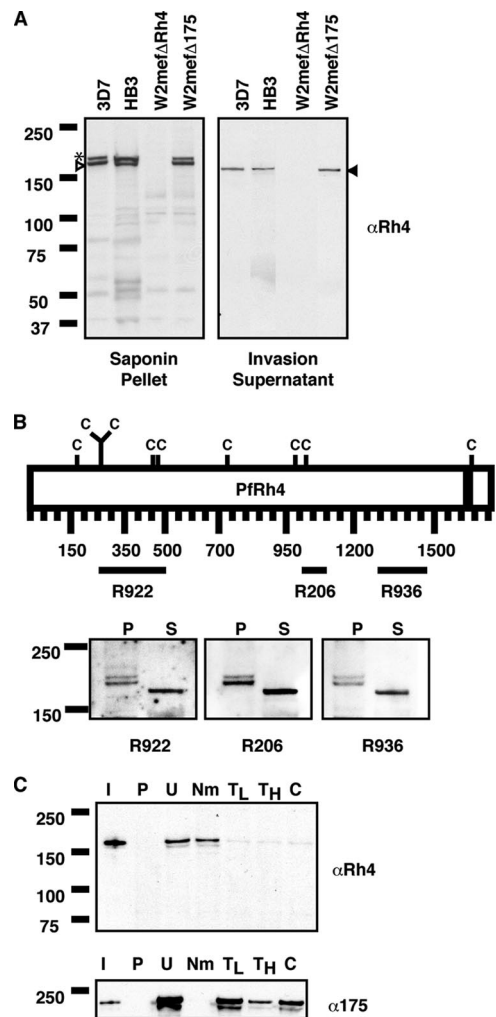 A
3D7 HB3 W2mefΔRh4 W2mefΔ175 3D7 HB3 W2mefΔRh4 W2mefΔ175
250
*
150
100
75
50
37
αRh4
Saponin Pellet
Invasion Supernatant
B
C C C CC C CC C
PfRh4
150 350 500 700 950 1200 1500
R922 R206 R936
P S P S P S
250
150
R922 R206 R936
C
I P U Nm TL TH C
250
150
100
75
αRh4
I P U Nm TL TH C
250
α175